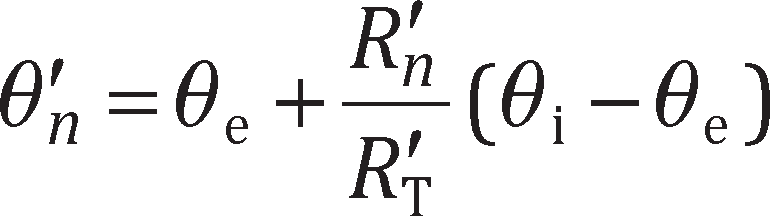 θ′ₙ = θₑ + R′ₙ / R′_T (θᵢ − θₑ)